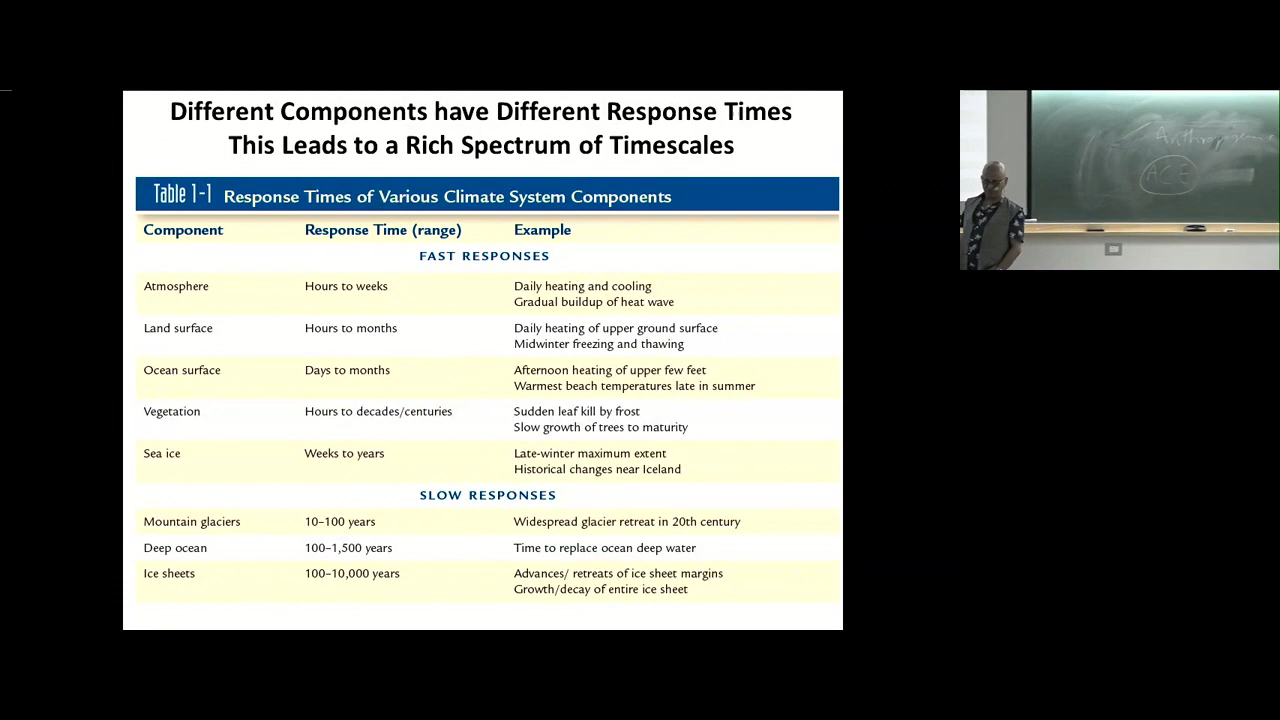 Different Components have Different Response Times
This Leads to a Rich Spectrum of Timescales
Table 1-1 Response Times of Various Climate System Components
Component Response Time (range) Example
FAST RESPONSES
Atmosphere Hours to weeks Daily heating and cooling
Gradual buildup of heat wave
Land surface Hours to months Daily heating of upper ground surface
Midwinter freezing and thawing
Ocean surface Days to months Afternoon heating of upper few feet
Warmest beach temperatures late in summer
Vegetation Hours to decades/centuries Sudden leaf kill by frost
Slow growth of trees to maturity
Sea ice Weeks to years Late-winter maximum extent
Historical changes near Iceland
SLOW RESPONSES
Mountain glaciers 10–100 years Widespread glacier retreat in 20th century
Deep ocean 100–1,500 years Time to replace ocean deep water
Ice sheets 100–10,000 years Advances/ retreats of ice sheet margins
Growth/decay of entire ice sheet
ACE